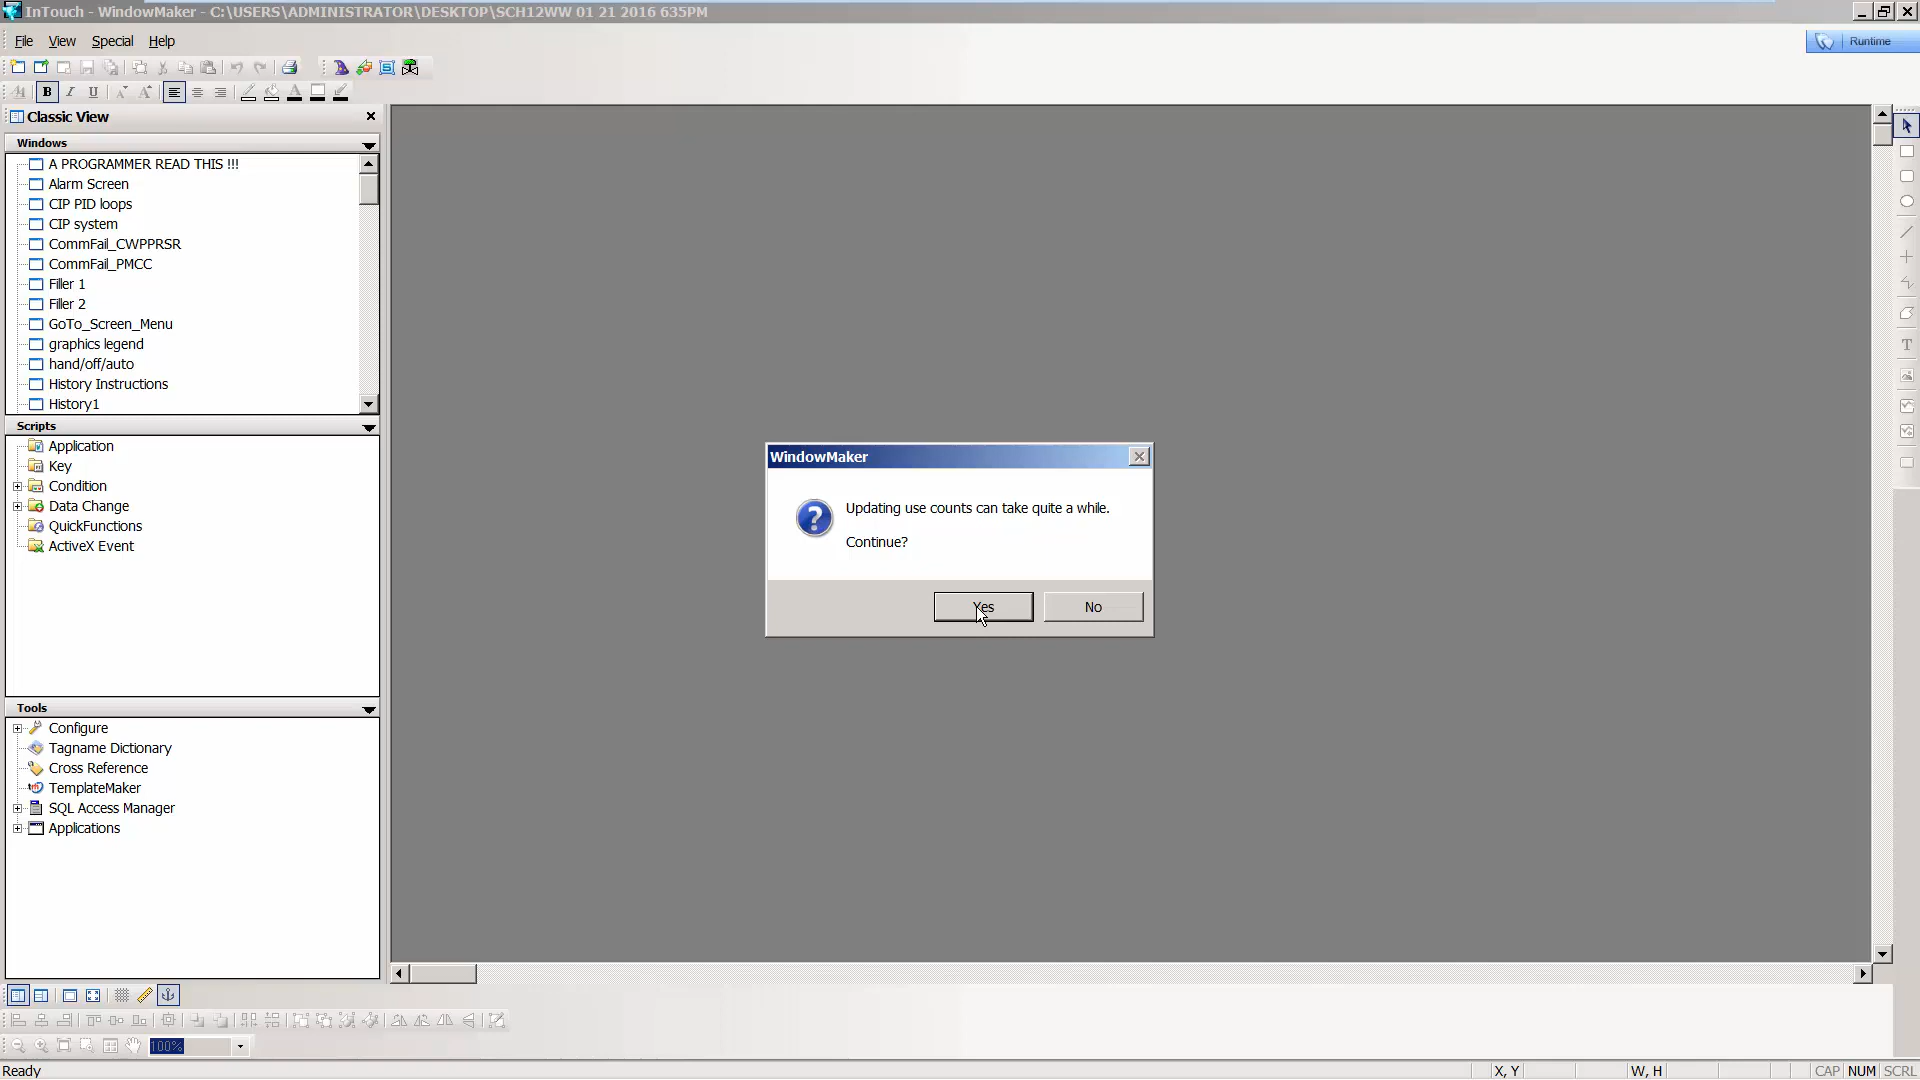 InTouch - WindowMaker - C:\USERS\ADMINISTRATOR\DESKTOP\SCH12WW 01 21 2016 635PM
File View Special Help
Runtime
B I U
Classic View
Windows
A PROGRAMMER READ THIS !!!
Alarm Screen
CIP PID loops
CIP system
CommFail_CWPPRSR
CommFail_PMCC
Filler 1
Filler 2
GoTo_Screen_Menu
graphics legend
hand/off/auto
History Instructions
History1
Scripts
Application
Key
Condition
Data Change
QuickFunctions
ActiveX Event
Tools
Configure
Tagname Dictionary
Cross Reference
TemplateMaker
SQL Access Manager
Applications
WindowMaker
Updating use counts can take quite a while.
Continue?
Yes No
100%
Ready
X, Y W, H CAP NUM SCRL